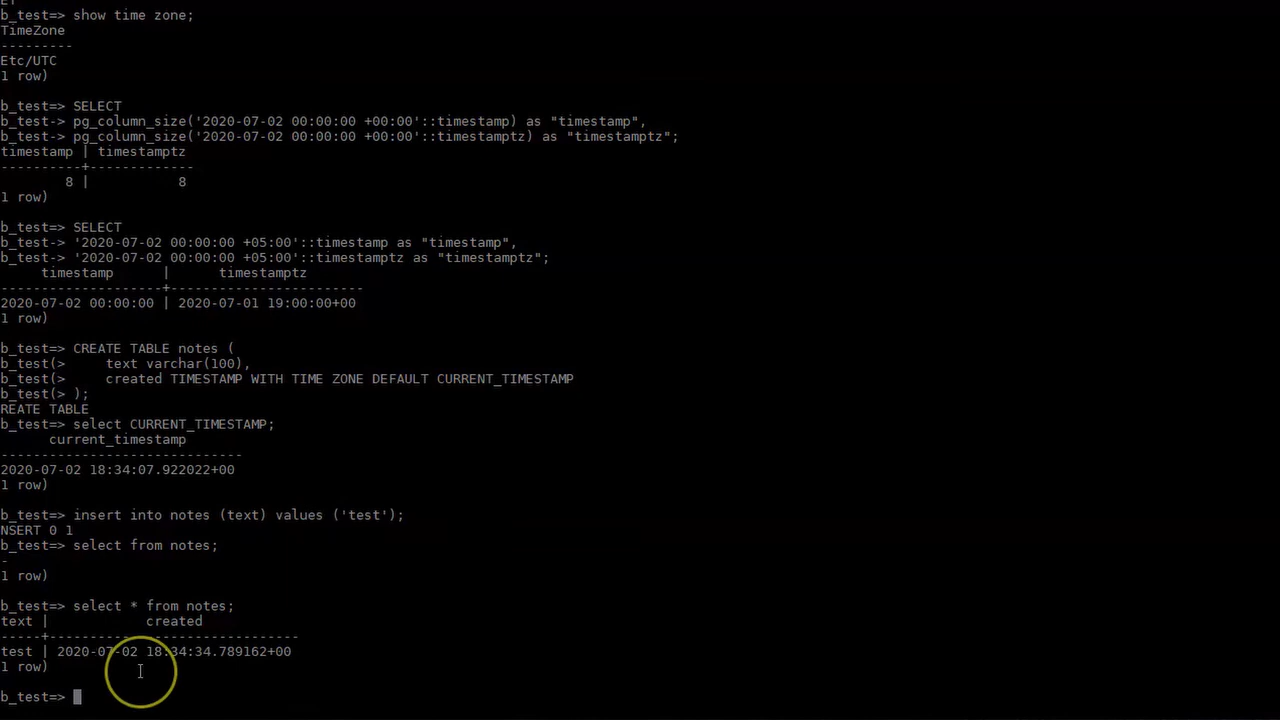 b_test=> show time zone;
TimeZone
---------
Etc/UTC
1 row)
b_test=> SELECT
b_test-> pg_column_size('2020-07-02 00:00:00 +00:00'::timestamp) as "timestamp",
b_test-> pg_column_size('2020-07-02 00:00:00 +00:00'::timestamptz) as "timestamptz";
timestamp | timestamptz
----------+-------------
        8 |           8
1 row)
b_test=> SELECT
b_test-> '2020-07-02 00:00:00 +05:00'::timestamp as "timestamp",
b_test-> '2020-07-02 00:00:00 +05:00'::timestamptz as "timestamptz";
     timestamp      |      timestamptz
--------------------+------------------------
2020-07-02 00:00:00 | 2020-07-01 19:00:00+00
1 row)
b_test=> CREATE TABLE notes (
b_test(>     text varchar(100),
b_test(>     created TIMESTAMP WITH TIME ZONE DEFAULT CURRENT_TIMESTAMP
b_test(> );
REATE TABLE
b_test=> select CURRENT_TIMESTAMP;
      current_timestamp
------------------------------
2020-07-02 18:34:07.922022+00
1 row)
b_test=> insert into notes (text) values ('test');
NSERT 0 1
b_test=> select from notes;
-
1 row)
b_test=> select * from notes;
text |            created
-----+-------------------------------
test | 2020-07-02 18:34:34.789162+00
1 row)
b_test=>